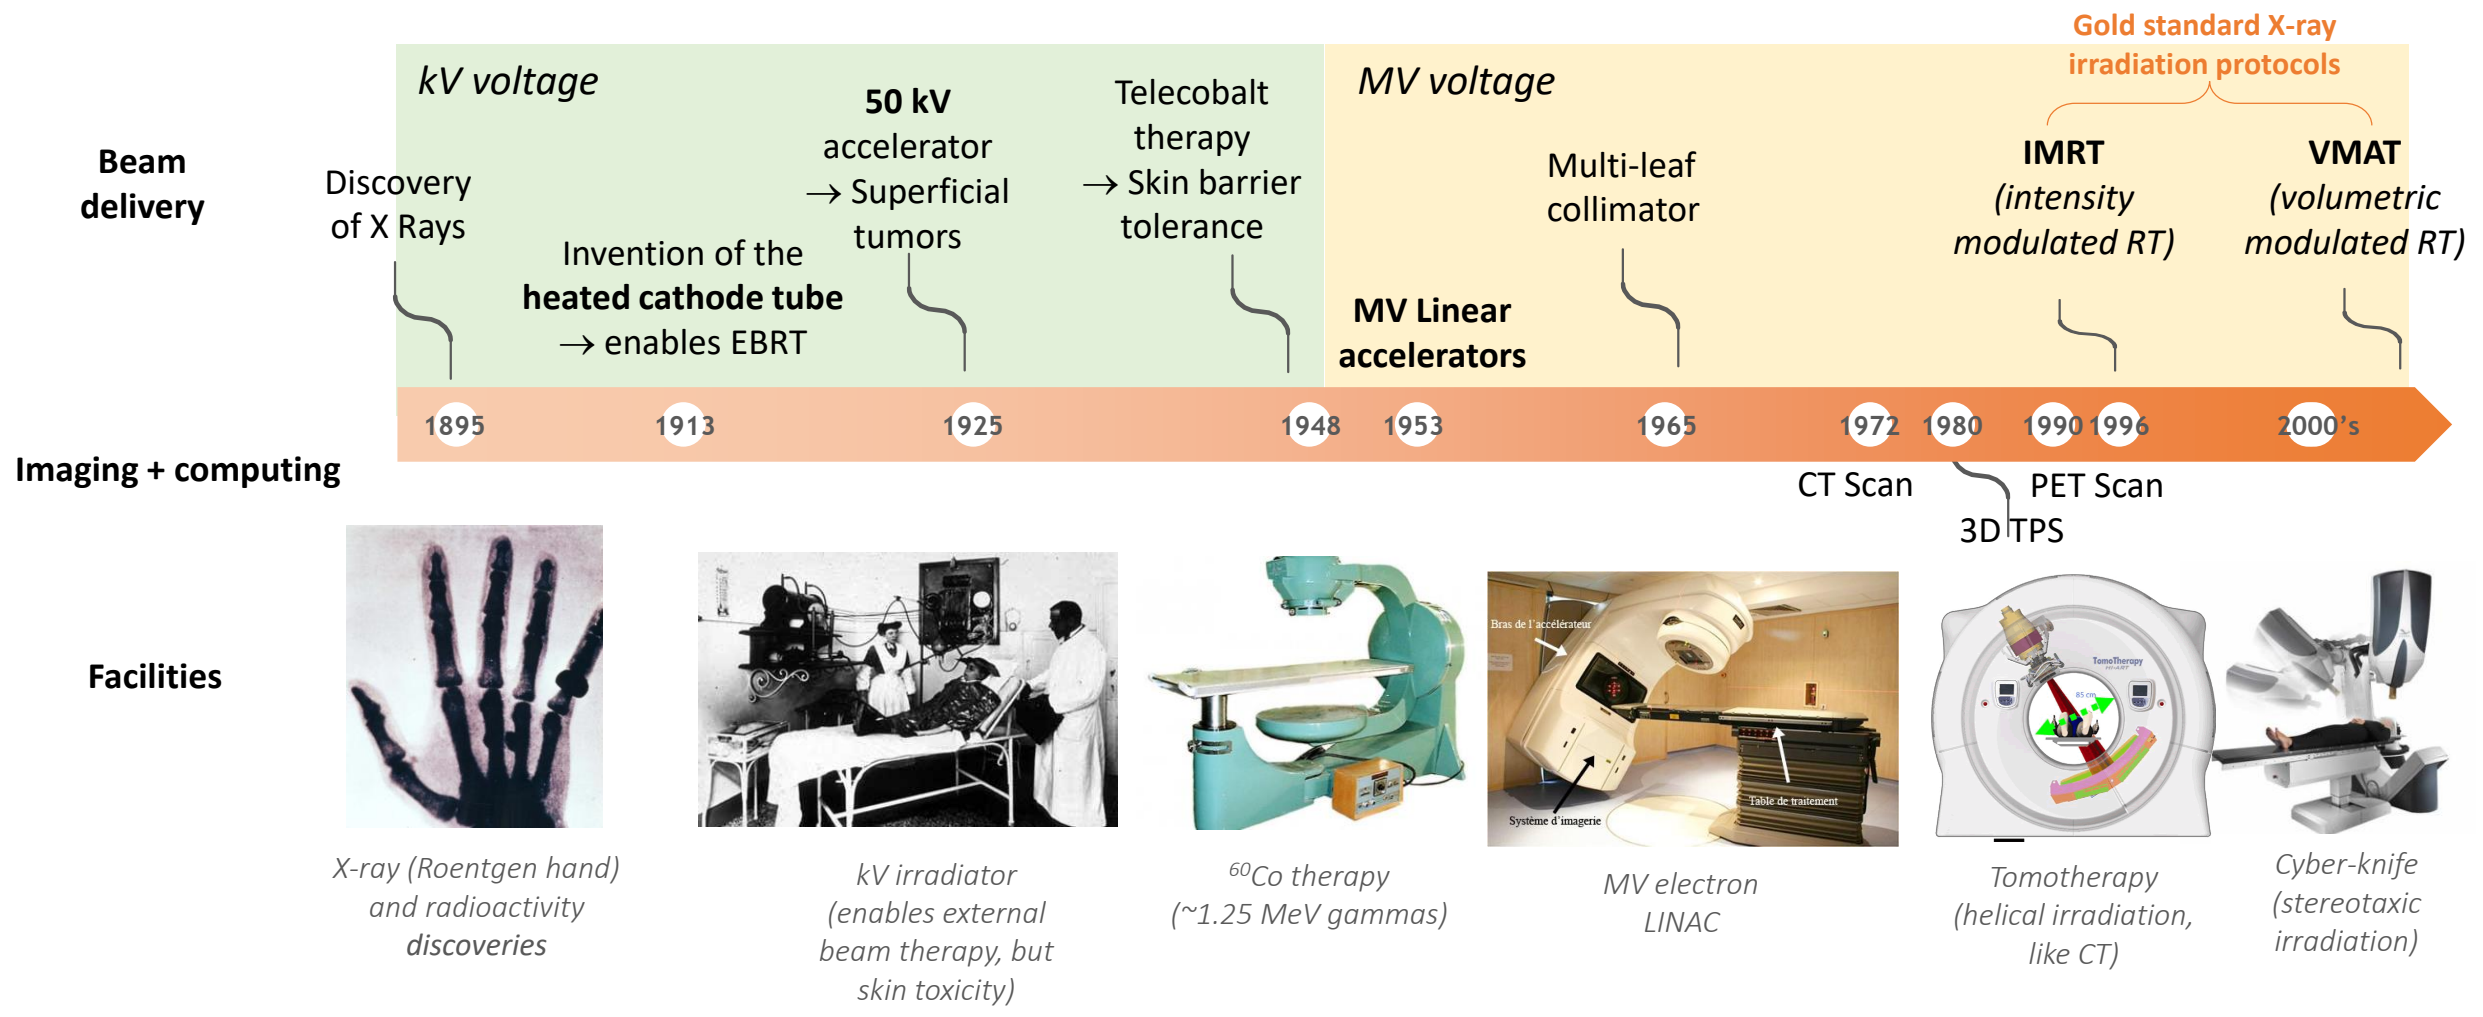 Gold standard X-ray
irradiation protocols
kV voltage
MV voltage
Beam
delivery
Discovery
of X Rays
Invention of the
heated cathode tube
→ enables EBRT
50 kV
accelerator
→ Superficial
tumors
Telecobalt
therapy
→ Skin barrier
tolerance
MV Linear
accelerators
Multi-leaf
collimator
IMRT
(intensity
modulated RT)
VMAT
(volumetric
modulated RT)
1895 1913 1925 1948 1953 1965 1972 1980 1990 1996 2000's
Imaging + computing
CT Scan
3D TPS
PET Scan
Facilities
Bras de l'accélérateur
Système d'imagerie
Table de traitement
TomoTherapy
HI·ART
85 cm
X-ray (Roentgen hand)
and radioactivity
discoveries
kV irradiator
(enables external
beam therapy, but
skin toxicity)
⁶⁰Co therapy
(~1.25 MeV gammas)
MV electron
LINAC
Tomotherapy
(helical irradiation,
like CT)
Cyber-knife
(stereotaxic
irradiation)